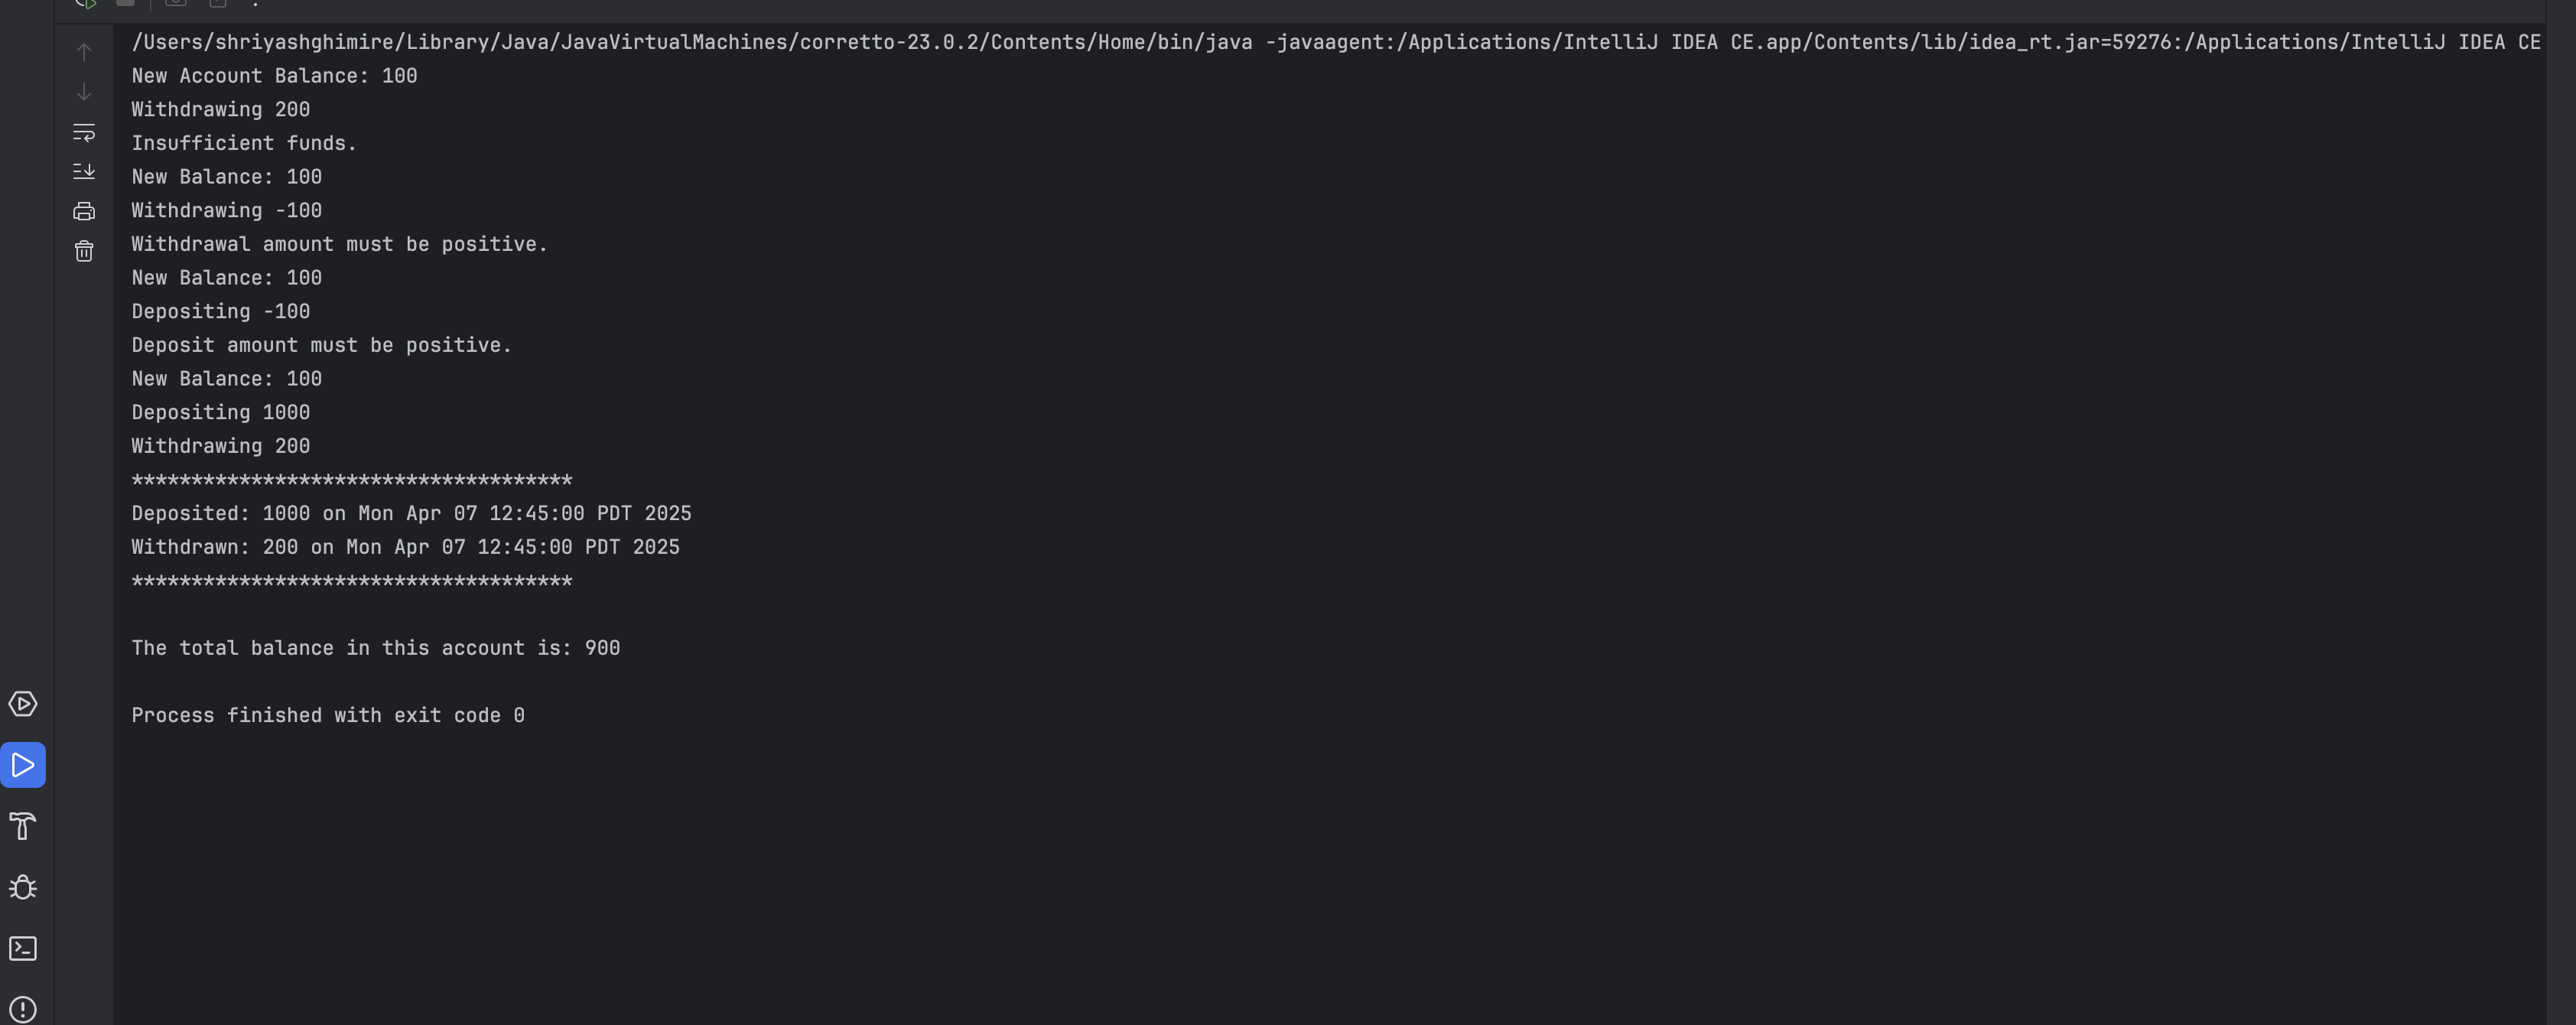 /Users/shriyashghimire/Library/Java/JavaVirtualMachines/corretto-23.0.2/Contents/Home/bin/java -javaagent:/Applications/IntelliJ IDEA CE.app/Contents/lib/idea_rt.jar=59276:/Applications/IntelliJ IDEA CE
New Account Balance: 100
Withdrawing 200
Insufficient funds.
New Balance: 100
Withdrawing -100
Withdrawal amount must be positive.
New Balance: 100
Depositing -100
Deposit amount must be positive.
New Balance: 100
Depositing 1000
Withdrawing 200
*************************************
Deposited: 1000 on Mon Apr 07 12:45:00 PDT 2025
Withdrawn: 200 on Mon Apr 07 12:45:00 PDT 2025
*************************************
The total balance in this account is: 900
Process finished with exit code 0